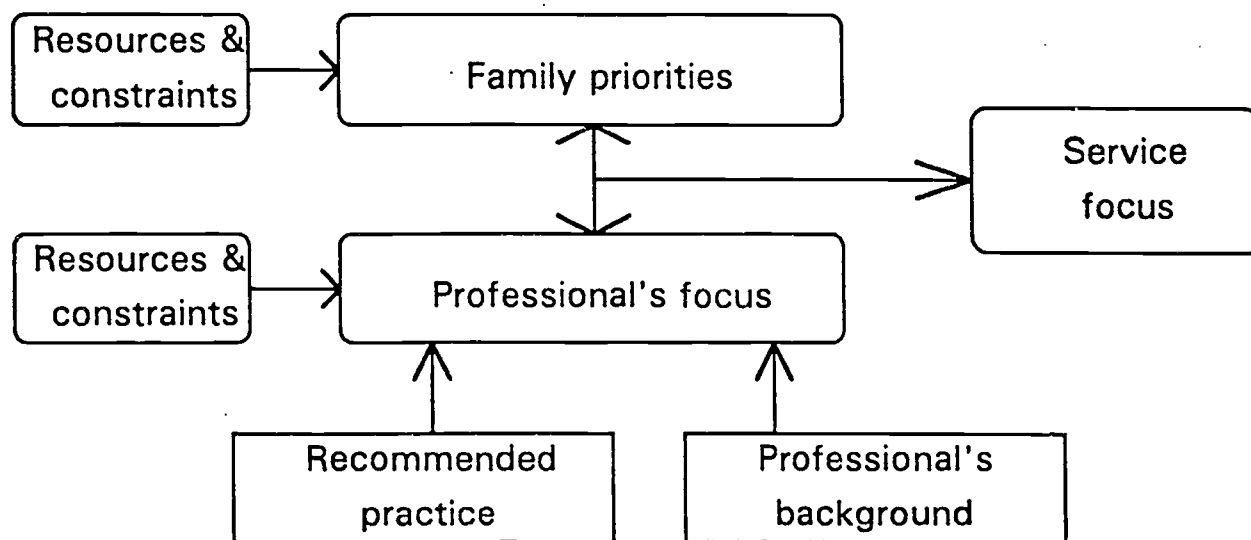 Resources &
constraints
Family priorities
Service
focus
Resources &
constraints
Professional's focus
Recommended
practice
Professional's
background